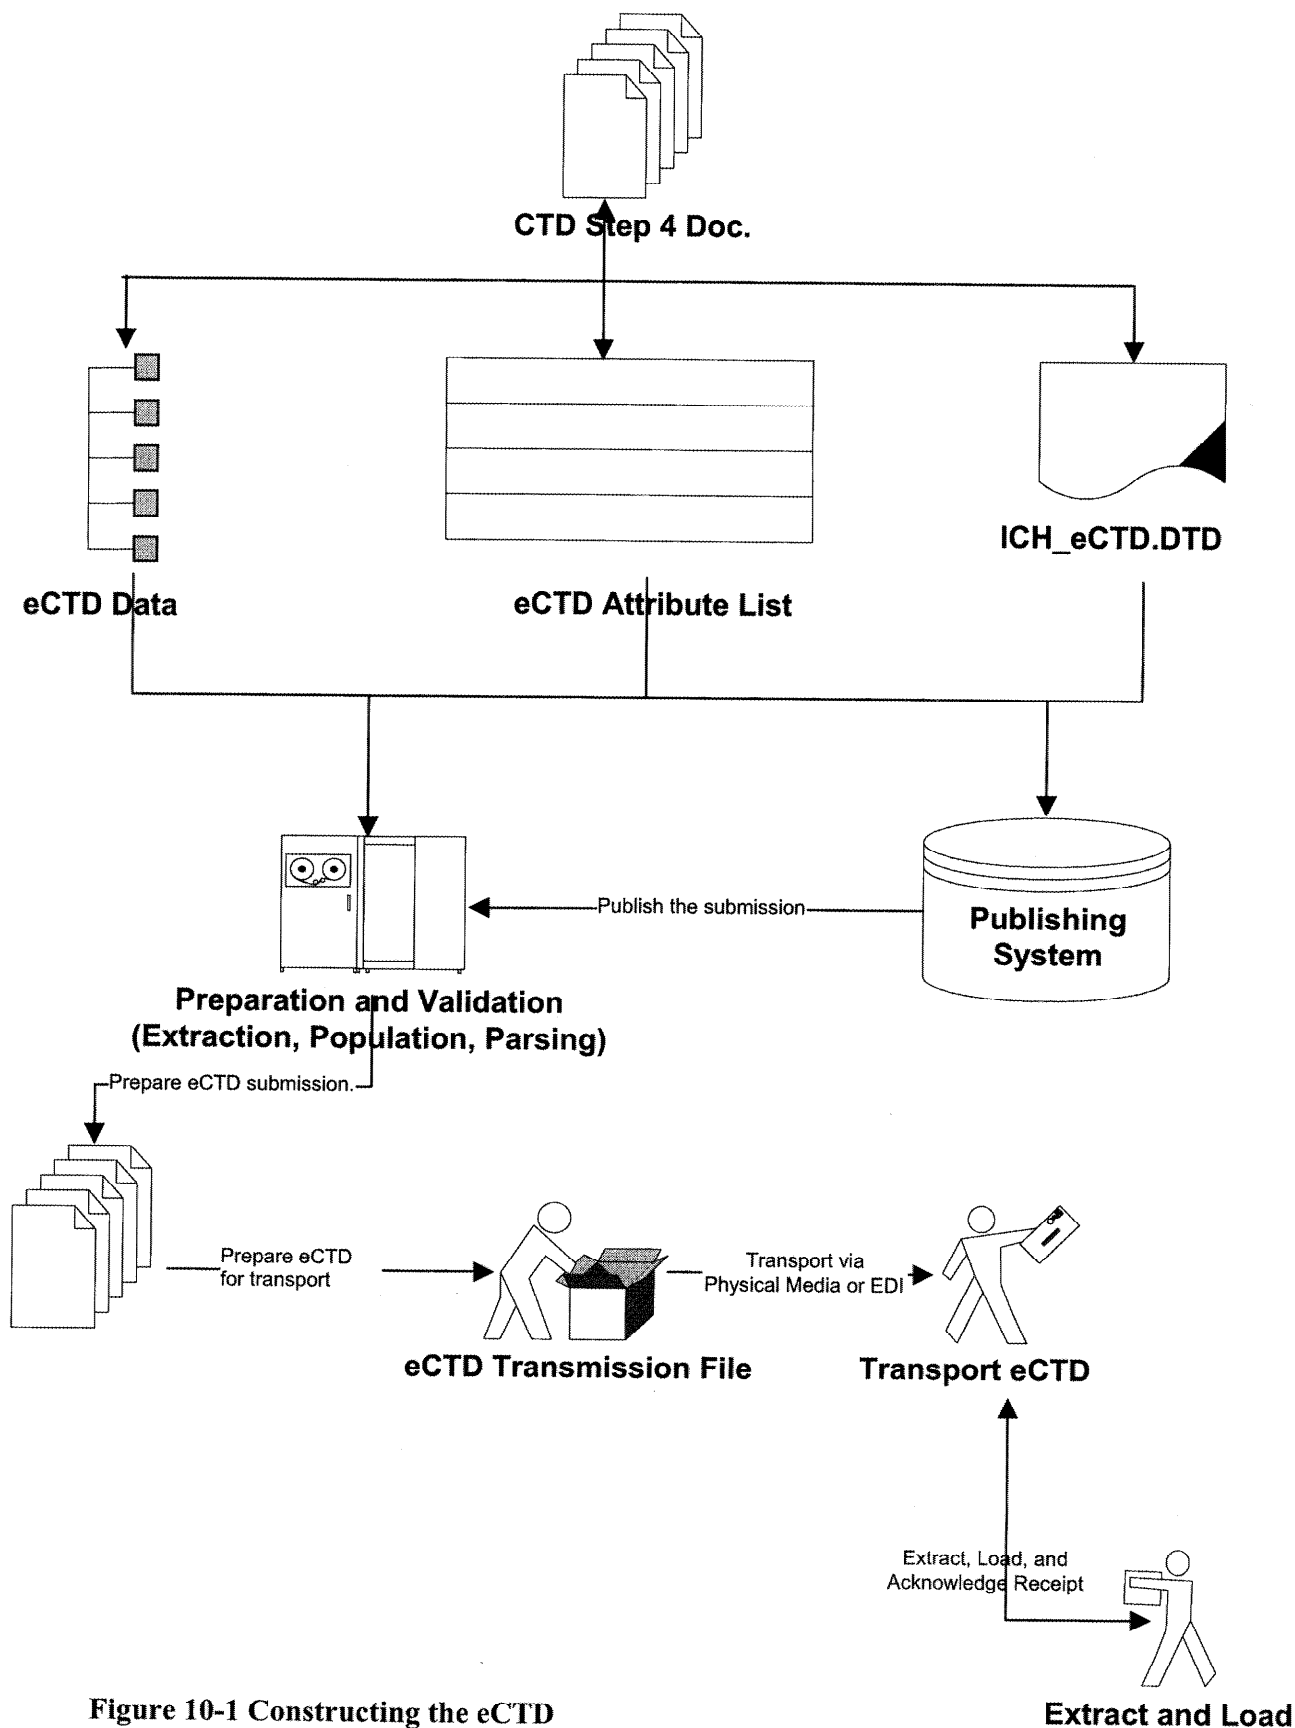 CTD Step 4 Doc.
ICH_eCTD.DTD
eCTD Data
eCTD Attribute List
Publish the submission
Publishing
System
Preparation and Validation
(Extraction, Population, Parsing)
Prepare eCTD submission.
Prepare eCTD
for transport
Transport via
Physical Media or EDI
eCTD Transmission File
Transport eCTD
Extract, Load, and
Acknowledge Receipt
Figure 10-1 Constructing the eCTD
Extract and Load